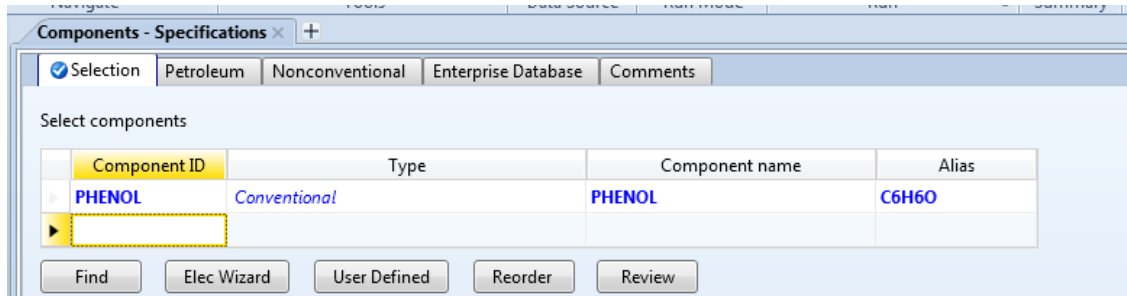 Components - Specifications
Selection Petroleum Nonconventional Enterprise Database Comments
Select components
Component ID Type Component name Alias
PHENOL Conventional PHENOL C6H6O
Find Elec Wizard User Defined Reorder Review